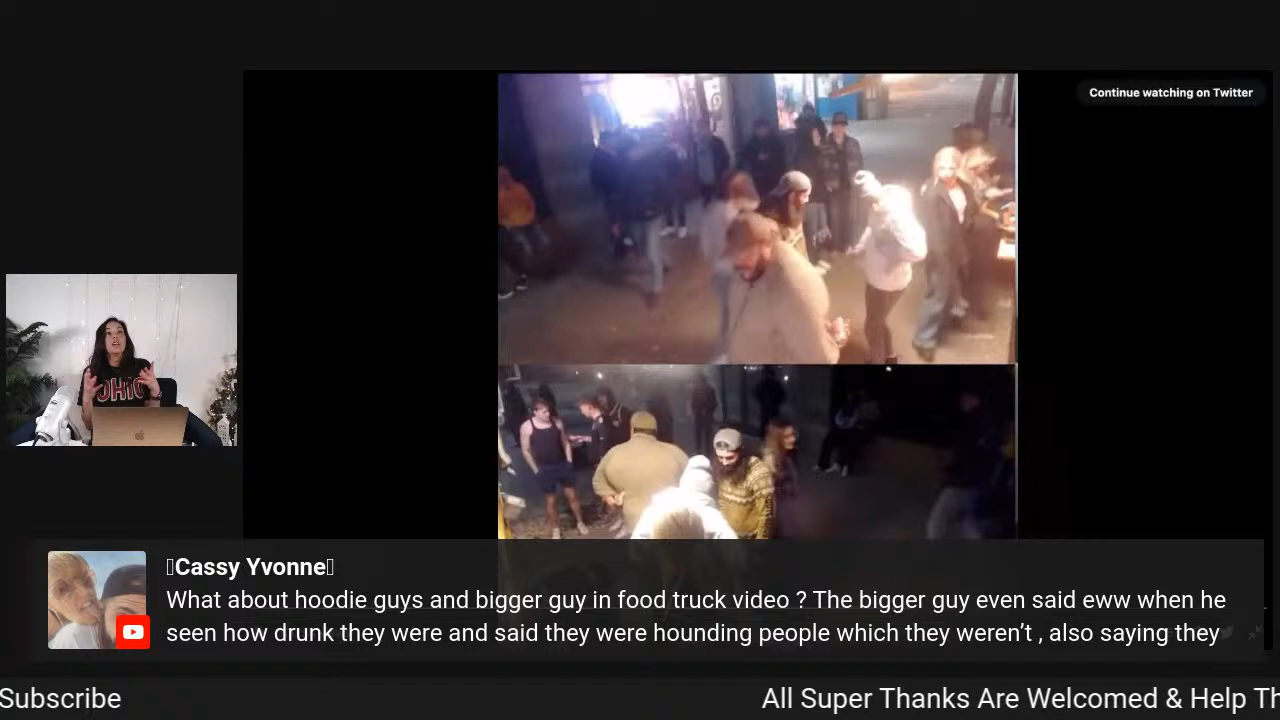 Continue watching on Twitter
OHIO
Cassy Yvonne
What about hoodie guys and bigger guy in food truck video ? The bigger guy even said eww when he
seen how drunk they were and said they were hounding people which they weren’t , also saying they
Subscribe
All Super Thanks Are Welcomed & Help Th